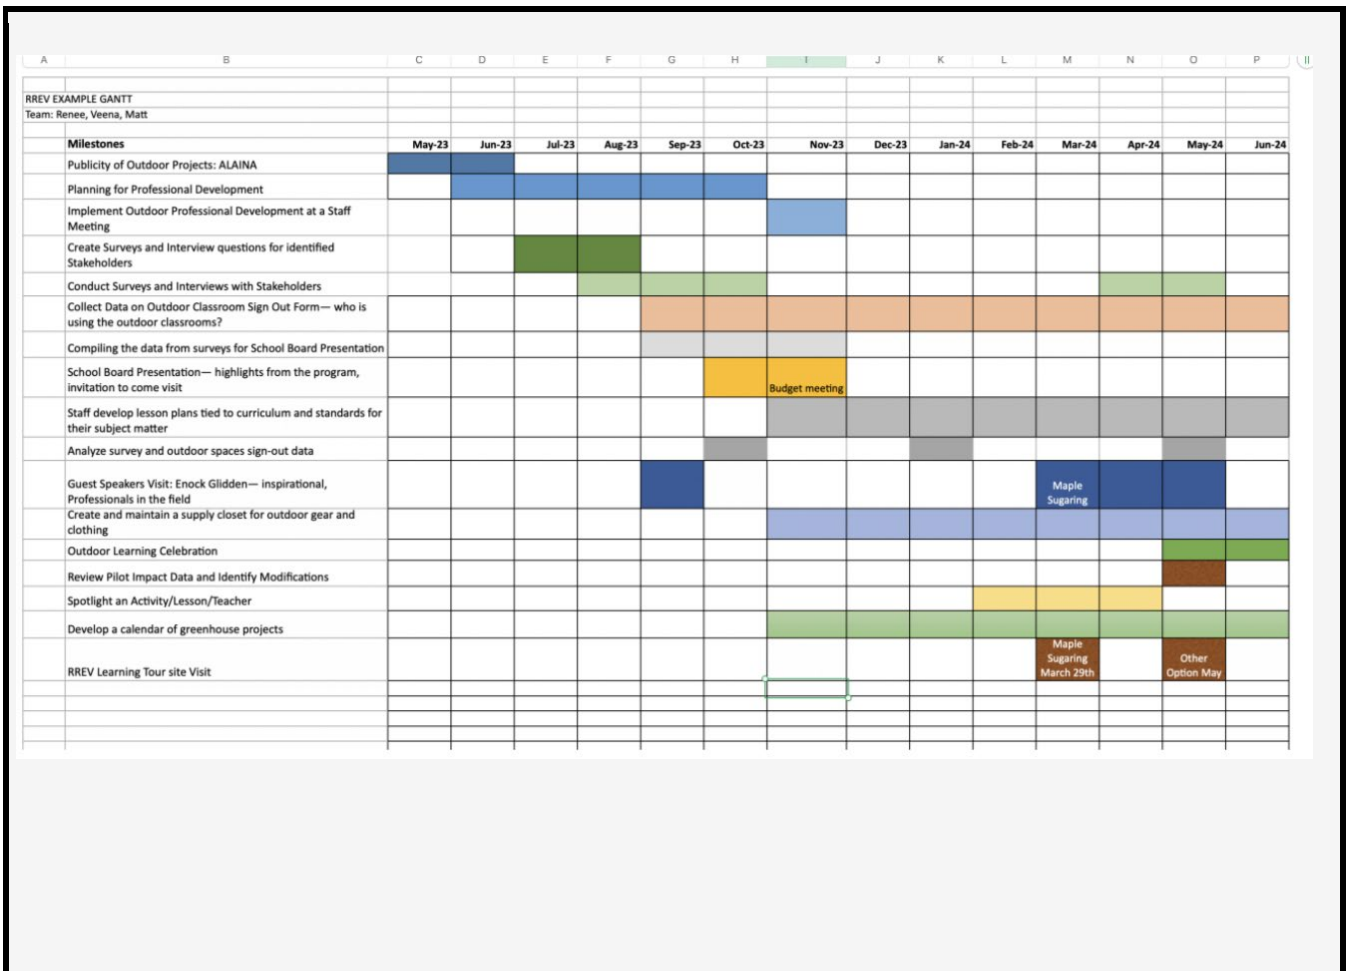 A B C D E F G H I J K L M N O P
RREV EXAMPLE GANTT
Team: Renee, Veena, Matt
Milestones May-23 Jun-23 Jul-23 Aug-23 Sep-23 Oct-23 Nov-23 Dec-23 Jan-24 Feb-24 Mar-24 Apr-24 May-24 Jun-24
Publicity of Outdoor Projects: ALAINA
Planning for Professional Development
Implement Outdoor Professional Development at a Staff
Meeting
Create Surveys and Interview questions for identified
Stakeholders
Conduct Surveys and Interviews with Stakeholders
Collect Data on Outdoor Classroom Sign Out Form— who is
using the outdoor classrooms?
Compiling the data from surveys for School Board Presentation
School Board Presentation— highlights from the program,
invitation to come visit
Budget meeting
Staff develop lesson plans tied to curriculum and standards for
their subject matter
Analyze survey and outdoor spaces sign-out data
Guest Speakers Visit: Enock Glidden— inspirational,
Professionals in the field
Maple
Sugaring
Create and maintain a supply closet for outdoor gear and
clothing
Outdoor Learning Celebration
Review Pilot Impact Data and Identify Modifications
Spotlight an Activity/Lesson/Teacher
Develop a calendar of greenhouse projects
RREV Learning Tour site Visit
Maple
Sugaring
March 29th
Other
Option May